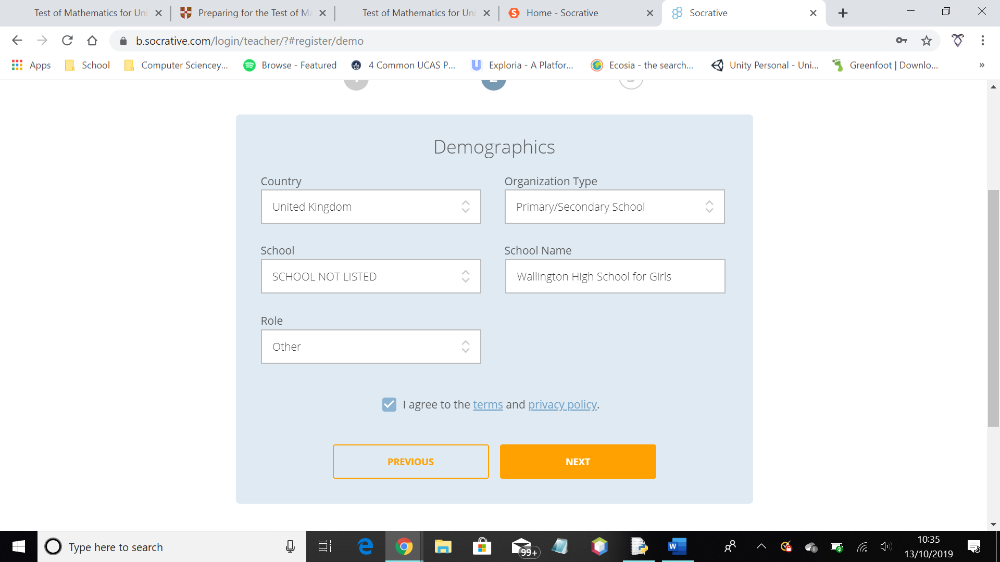 Test of Mathematics for Uni
Preparing for the Test of Ma
Test of Mathematics for Uni
Home - Socrative
Socrative
b.socrative.com/login/teacher/?#register/demo
Apps
School
Computer Sciencey...
Browse - Featured
4 Common UCAS P...
Exploria - A Platfor...
Ecosia - the search...
Unity Personal - Uni...
Greenfoot | Downlo...
»
Demographics
Country
Organization Type
United Kingdom
Primary/Secondary School
School
School Name
SCHOOL NOT LISTED
Wallington High School for Girls
Role
Other
I agree to the terms and privacy policy.
PREVIOUS
NEXT
Type here to search
99+
10:35
13/10/2019